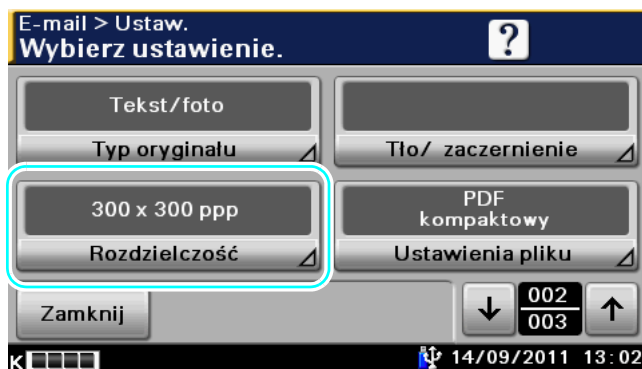 E-mail > Ustaw.
Wybierz ustawienie.
?
Tekst/foto
Typ oryginału
Tło/ zaczernienie
300 x 300 ppp
Rozdzielczość
PDF
kompaktowy
Ustawienia pliku
Zamknij
↓ 002 ↑
003
K 14/09/2011 13:02